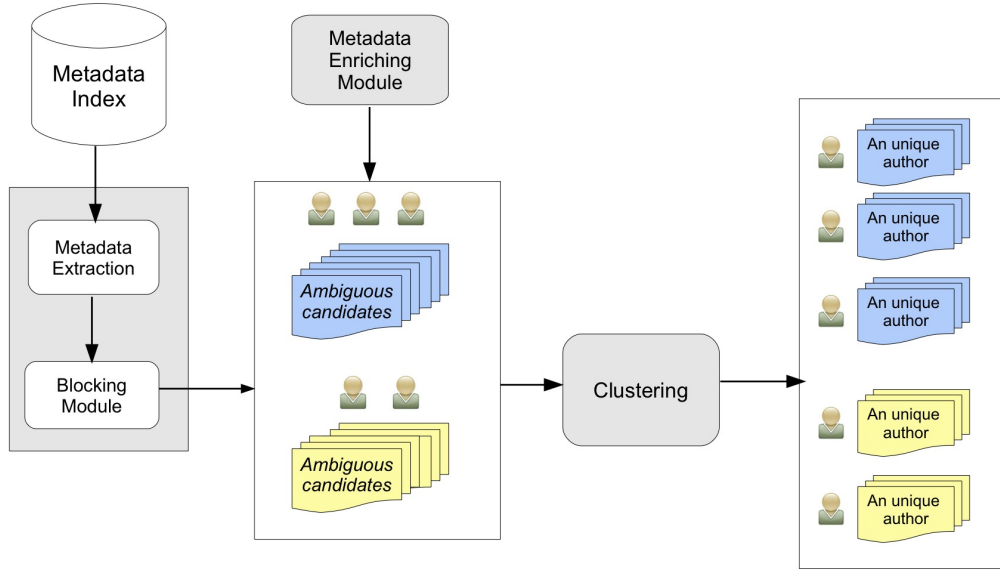 Metadata
Index
Metadata
Enriching
Module
Metadata
Extraction
Blocking
Module
Ambiguous
candidates
Ambiguous
candidates
Clustering
An unique
author
An unique
author
An unique
author
An unique
author
An unique
author